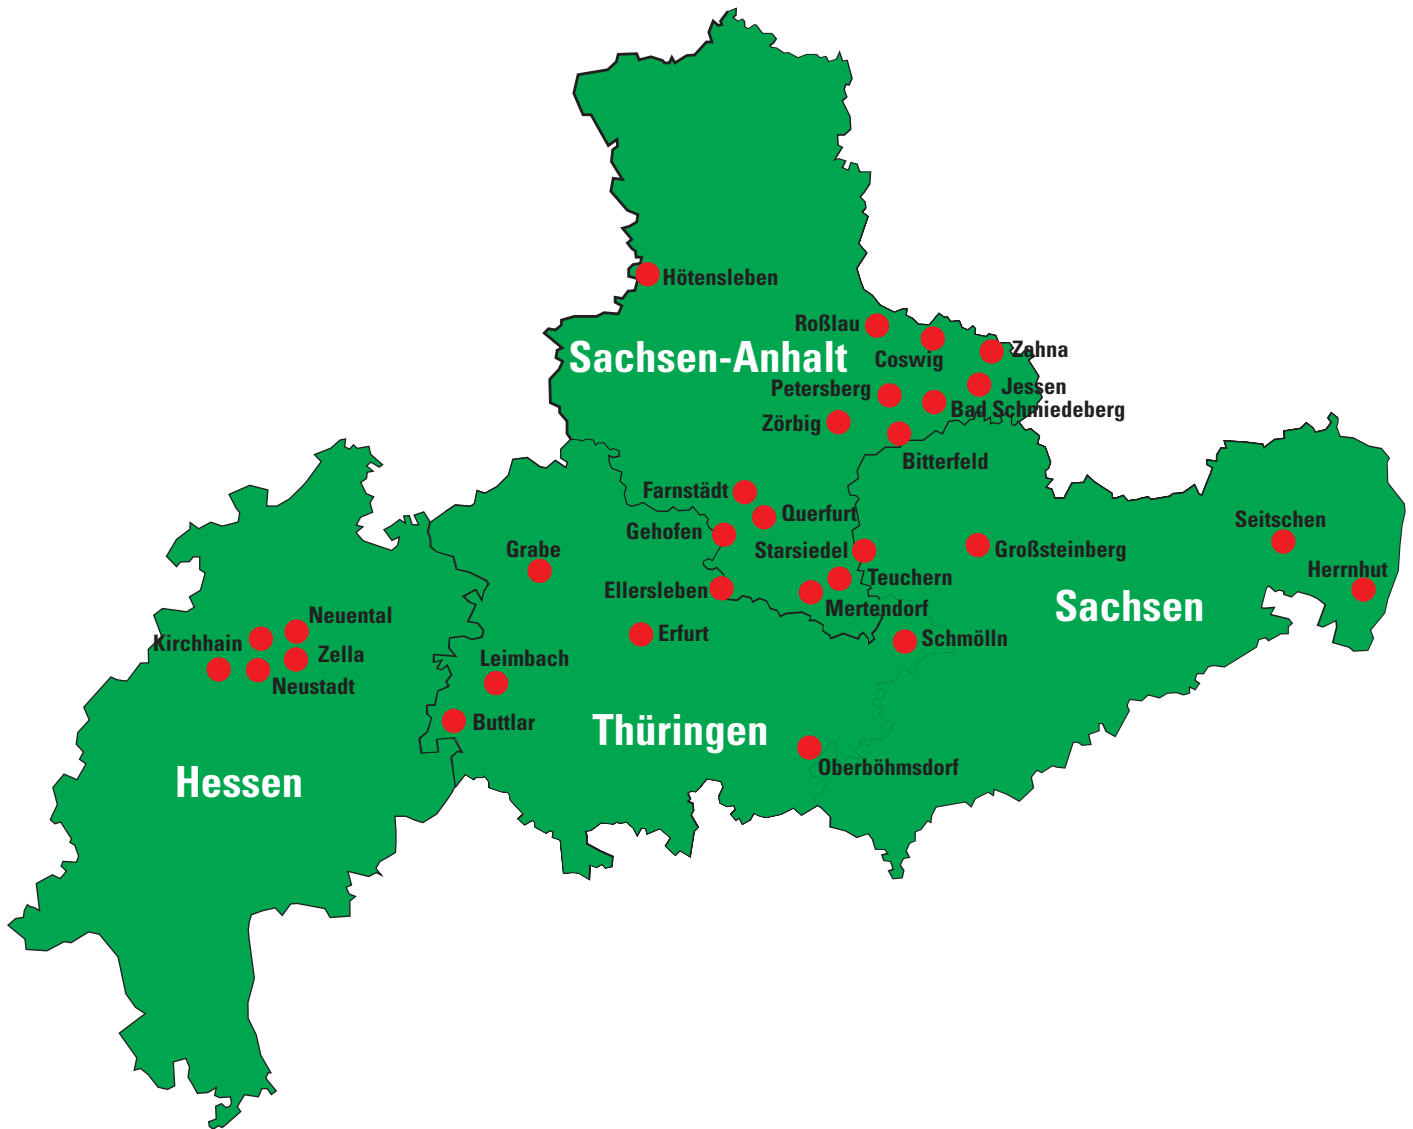 Hötensleben
Roßlau
Coswig
Zahna
Sachsen-Anhalt
Petersberg
Jessen
Bad Schmiedeberg
Zörbig
Bitterfeld
Farnstädt
Querfurt
Gehofen
Starsiedel
Großsteinberg
Seitschen
Grabe
Teuchern
Herrnhut
Ellersleben
Mertendorf
Sachsen
Neuental
Kirchhain
Erfurt
Schmölln
Zella
Leimbach
Neustadt
Buttlar
Thüringen
Oberböhmsdorf
Hessen